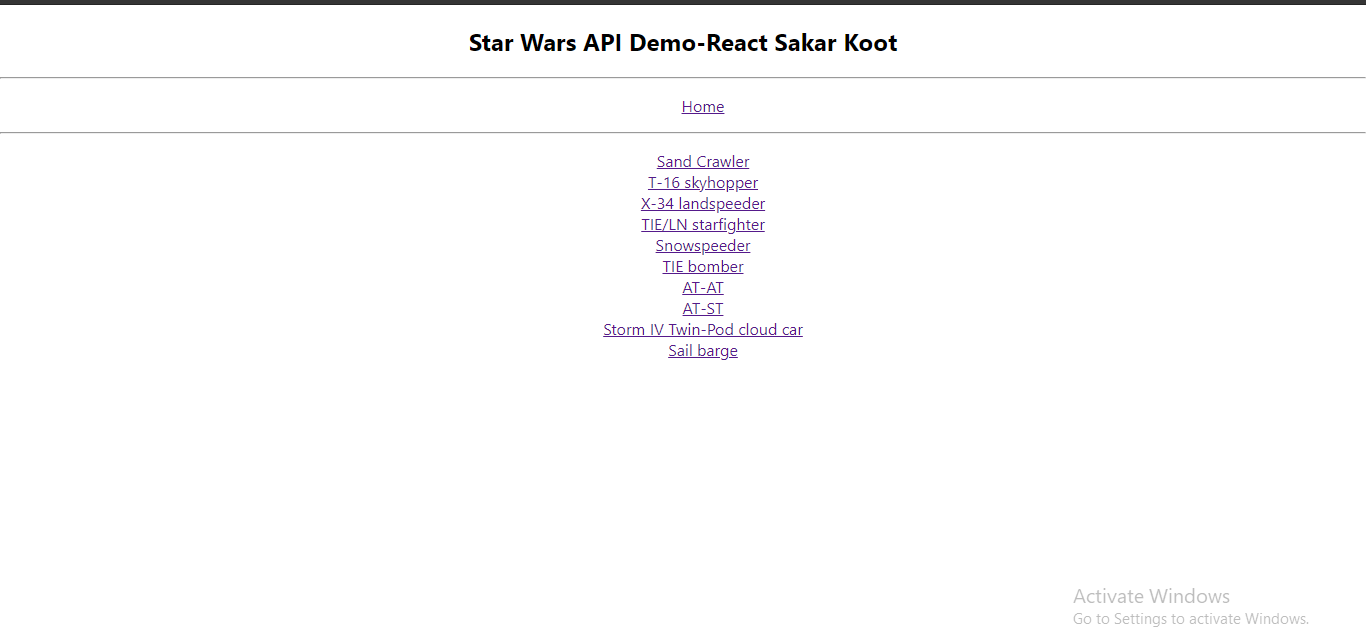 Star Wars API Demo-React Sakar Koot
Home
Sand Crawler
T-16 skyhopper
X-34 landspeeder
TIE/LN starfighter
Snowspeeder
TIE bomber
AT-AT
AT-ST
Storm IV Twin-Pod cloud car
Sail barge
Activate Windows
Go to Settings to activate Windows.